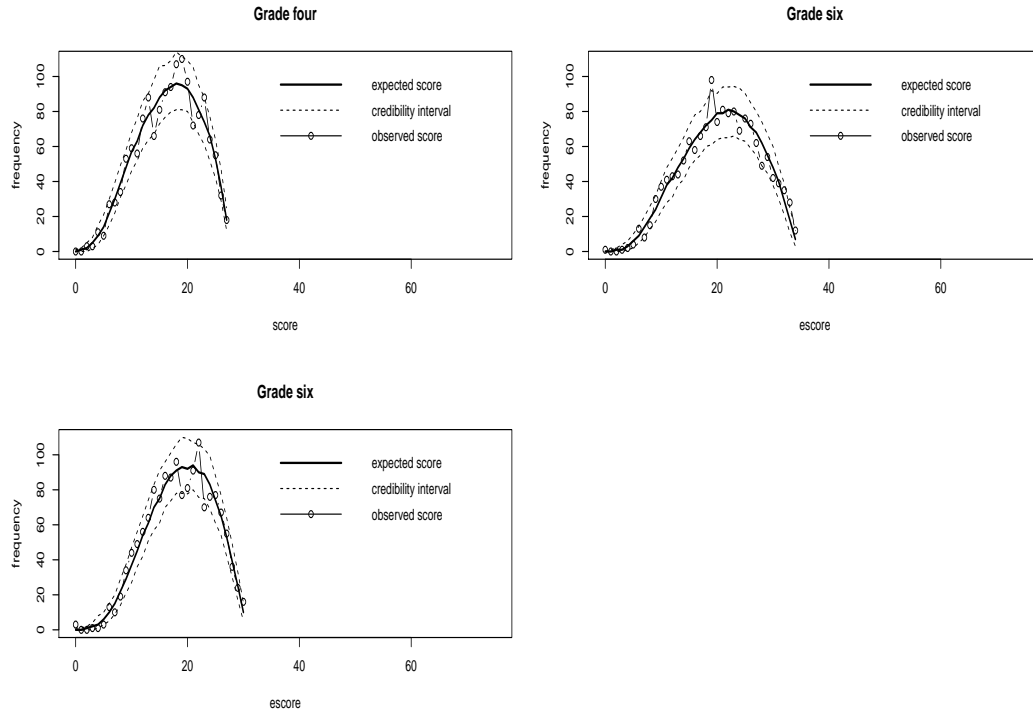 Grade four
frequency
0 20 40 60 80 100
expected score
credibility interval
observed score
0 20 40 60
score
Grade six
frequency
0 20 40 60 80 100
expected score
credibility interval
observed score
0 20 40 60
escore
Grade six
frequency
0 20 40 60 80 100
expected score
credibility interval
observed score
0 20 40 60
escore